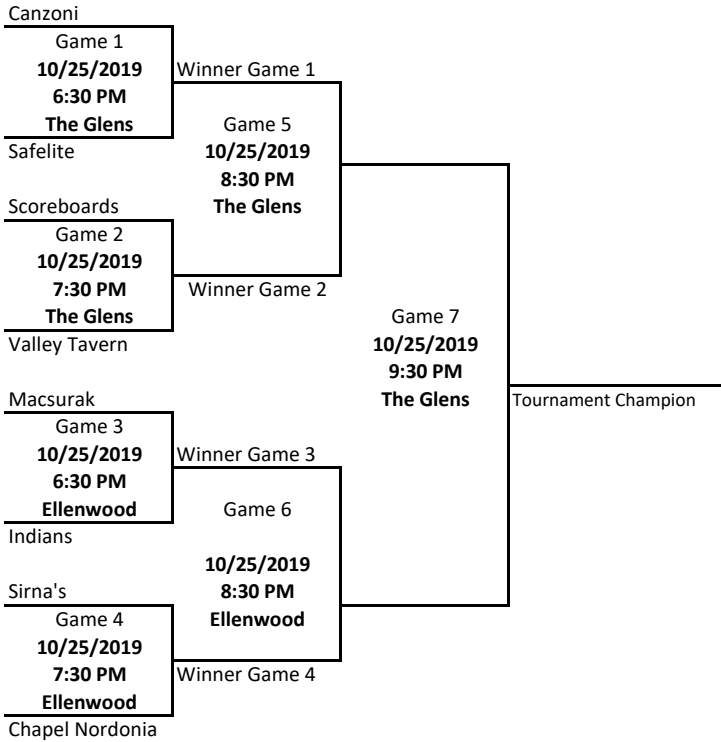 Canzoni
Game 1
10/25/2019
6:30 PM
The Glens
Safelite
Winner Game 1
Game 5
10/25/2019
8:30 PM
The Glens
Scoreboards
Game 2
10/25/2019
7:30 PM
The Glens
Valley Tavern
Winner Game 2
Game 7
10/25/2019
9:30 PM
The Glens
Tournament Champion
Macsurak
Game 3
10/25/2019
6:30 PM
Ellenwood
Indians
Winner Game 3
Game 6
10/25/2019
8:30 PM
Ellenwood
Sirna's
Game 4
10/25/2019
7:30 PM
Ellenwood
Chapel Nordonia
Winner Game 4